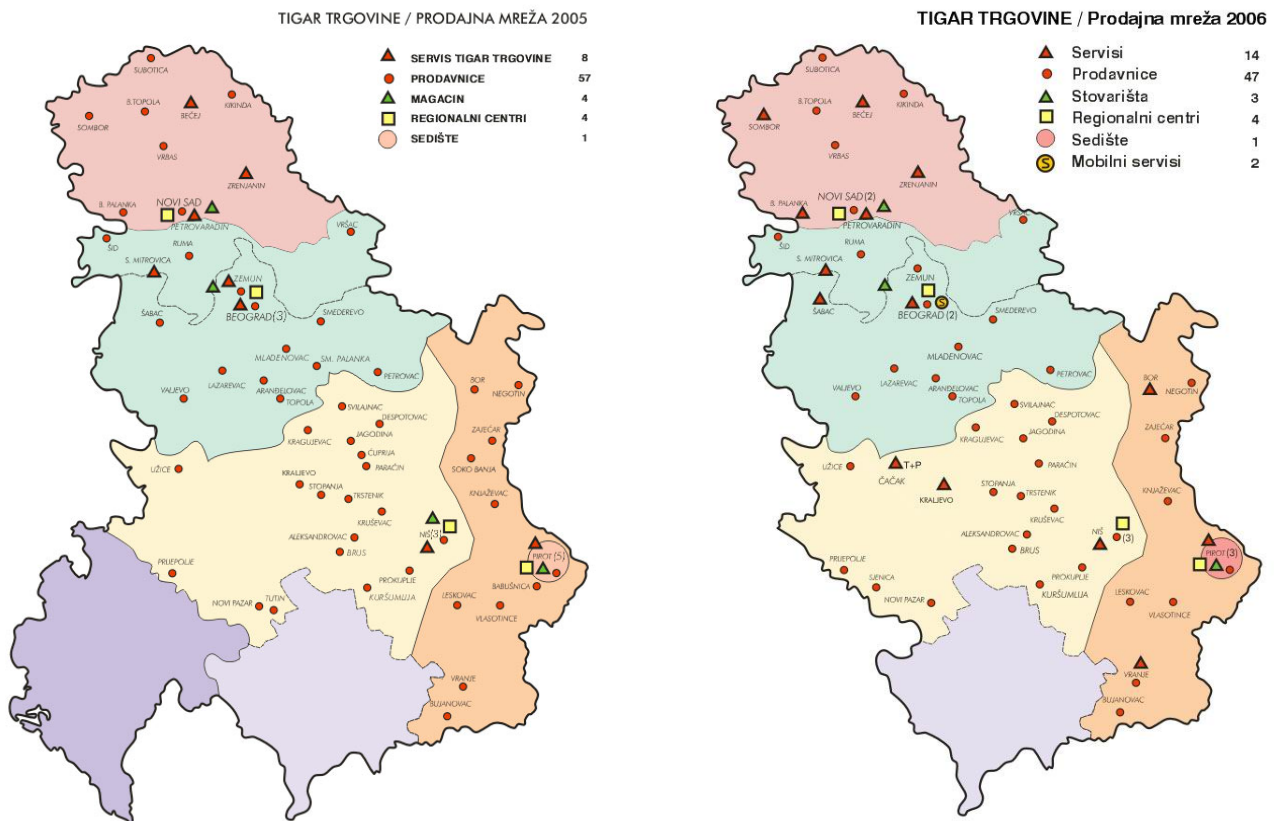 TIGAR TRGOVINE / PRODAJNA MREŽA 2005
SERVIS TIGAR TRGOVINE 8
PRODAVNICE 57
MAGACIN 4
REGIONALNI CENTRI 4
SEDIŠTE 1
SUBOTICA
B.TOPOLA
BEČEJ
KIKINDA
SOMBOR
VRBAS
ZRENJANIN
B. PALANKA
NOVI SAD
PETROVARADIN
VRŠAC
ŠID
RUMA
S. MITROVICA
ZEMUN
BEOGRAD(3)
ŠABAC
SMEDEREVO
MLADENOVAC
SM. PALANKA
LAZAREVAC
ARANĐELOVAC
PETROVAC
VALJEVO
TOPOLA
BOR
NEGOTIN
SVILAJNAC
DESPOTOVAC
KRAGUJEVAC
JAGODINA
ZAJEČAR
ĆUPRIJA
UŽICE
PARAĆIN
SOKO BANJA
KRALJEVO
STOPANJA
TRSTENIK
KNJAŽEVAC
KRUŠEVAC
ALEKSANDROVAC
NIŠ(3)
BRUS
PIROT (5)
PRIJEPOLJE
PROKUPLJE
BABUŠNICA
KURŠUMLIJA
NOVI PAZAR
TUTIN
LESKOVAC
VLASOTINCE
VRANJE
BUJANOVAC
TIGAR TRGOVINE / Prodajna mreža 2006
Servisi 14
Prodavnice 47
Stovarišta 3
Regionalni centri 4
Sedište 1
S Mobilni servisi 2
SUBOTICA
B.TOPOLA
BEČEJ
KIKINDA
SOMBOR
VRBAS
ZRENJANIN
B. PALANKA
NOVI SAD(2)
PETROVARADIN
VRŠAC
ŠID
RUMA
S. MITROVICA
ZEMUN
S
BEOGRAD (2)
ŠABAC
SMEDEREVO
MLADENOVAC
LAZAREVAC
ARANĐELOVAC
PETROVAC
VALJEVO
TOPOLA
BOR
NEGOTIN
SVILAJNAC
DESPOTOVAC
KRAGUJEVAC
JAGODINA
ZAJEČAR
UŽICE
T+P
ČAČAK
PARAĆIN
KRALJEVO
STOPANJA
TRSTENIK
KNJAŽEVAC
KRUŠEVAC
ALEKSANDROVAC
NIŠ
(3)
BRUS
PIROT (3)
PRIJEPOLJE
SJENICA
PROKUPLJE
KURŠUMLIJA
NOVI PAZAR
LESKOVAC
VLASOTINCE
VRANJE
BUJANOVAC